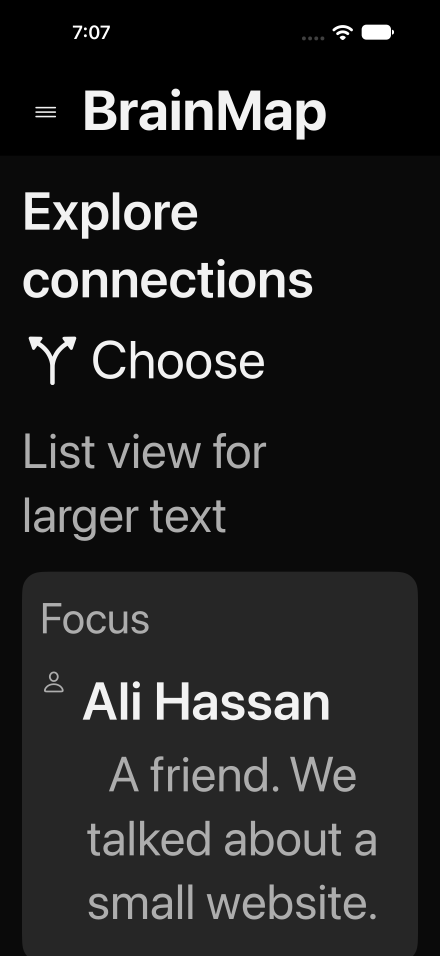 7:07
BrainMap
Explore
connections
Choose
List view for
larger text
Focus
Ali Hassan
A friend. We
talked about a
small website.